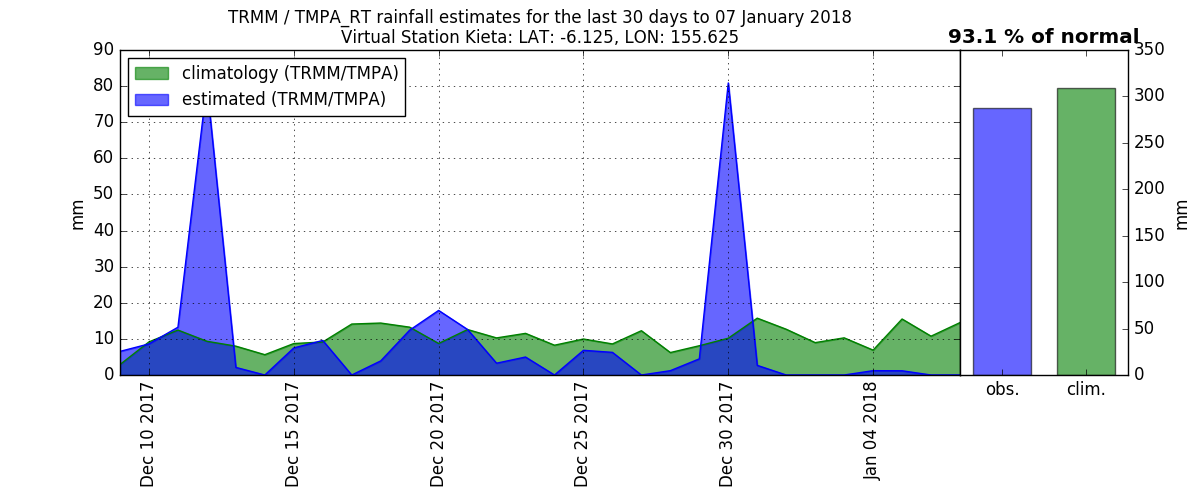 TRMM / TMPA_RT rainfall estimates for the last 30 days to 07 January 2018
Virtual Station Kieta: LAT: -6.125, LON: 155.625
93.1 % of normal
climatology (TRMM/TMPA)
estimated (TRMM/TMPA)
90
80
70
60
50
40
30
20
10
0
mm
Dec 10 2017
Dec 15 2017
Dec 20 2017
Dec 25 2017
Dec 30 2017
Jan 04 2018
350
300
250
200
150
100
50
0
mm
obs.
clim.